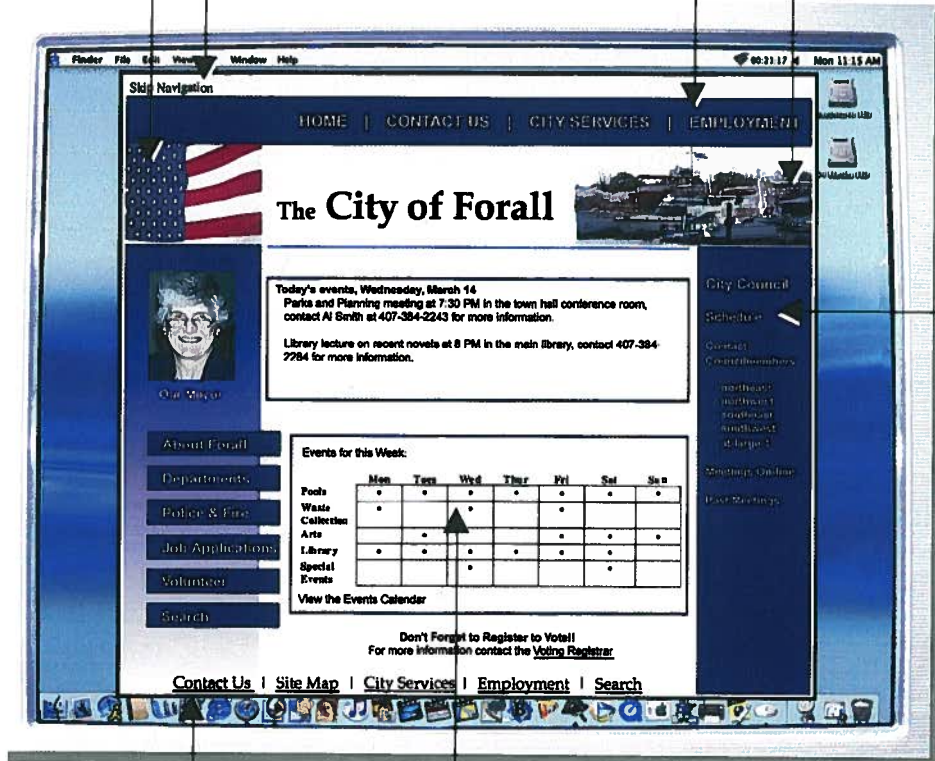 Finder File Edit View Window Help
00:21:17 Mon 11:15 AM
Skip Navigation
HOME | CONTACT US | CITY SERVICES | EMPLOYMENT
The City of Forall
Our Mayor
About Forall
Departments
Police & Fire
Job Applications
Volunteer
Search
Today's events, Wednesday, March 14
Parks and Planning meeting at 7:30 PM in the town hall conference room,
contact Al Smith at 407-384-2243 for more information.
Library lecture on recent novels at 8 PM in the main library, contact 407-384-
2284 for more information.
Events for this Week:
Mon Tues Wed Thur Fri Sat Sun
Pools
Waste
Collection
Arts
Library
Special
Events
View the Events Calendar
Don't Forget to Register to Vote!!
For more information contact the Voting Registrar
City Council
Schedule
Contact
Councilmembers
northeast
northwest
southeast
southwest
at-large 1
Meetings Online
Past Meetings
Contact Us | Site Map | City Services | Employment | Search